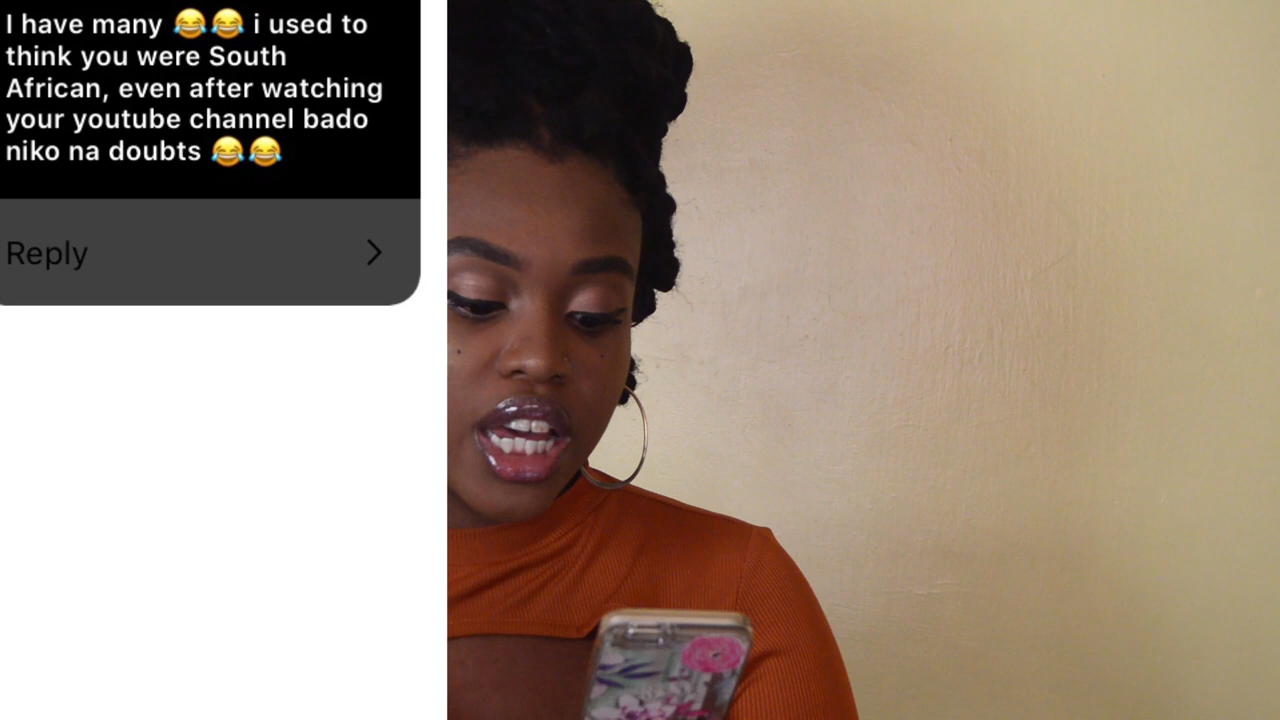 I have many 😂😂 i used to
think you were South
African, even after watching
your youtube channel bado
niko na doubts 😂😂
Reply